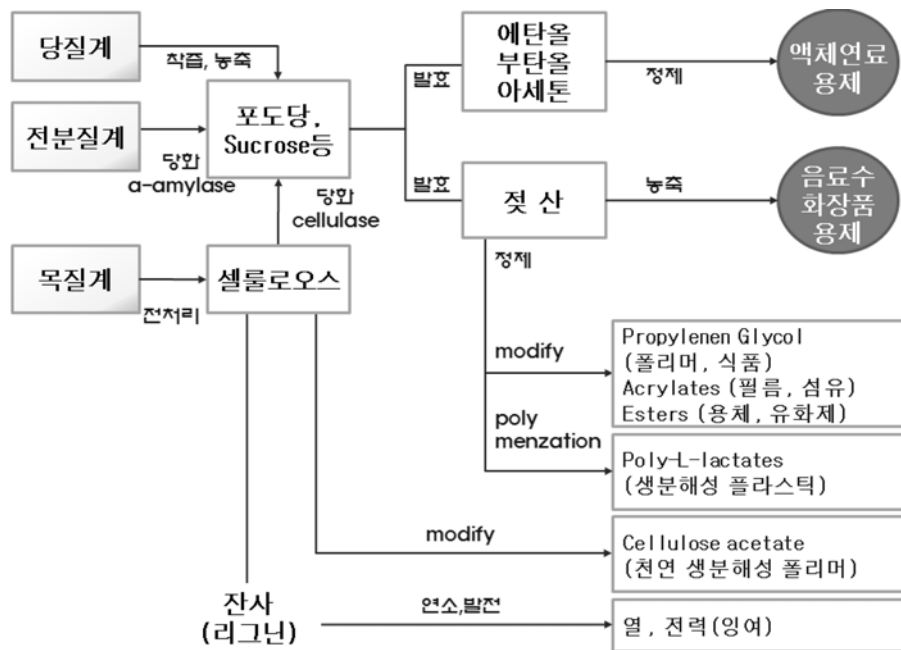 당질계
착즙, 농축
전분질계
당화
α-amylase
포도당,
Sucrose등
당화
cellulase
목질계
전처리
셀룰로오스
발효
에탄올
부탄올
아세톤
정제
액체연료
용제
발효
젖 산
농축
음료수
화장품
용제
정제
modify
Propylenen Glycol
(폴리머, 식품)
Acrylates (필름, 섬유)
Esters (용체, 유화제)
poly
menzation
Poly-L-lactates
(생분해성 플라스틱)
modify
Cellulose acetate
(천연 생분해성 폴리머)
잔사
(리그닌)
연소,발전
열, 전력(잉여)